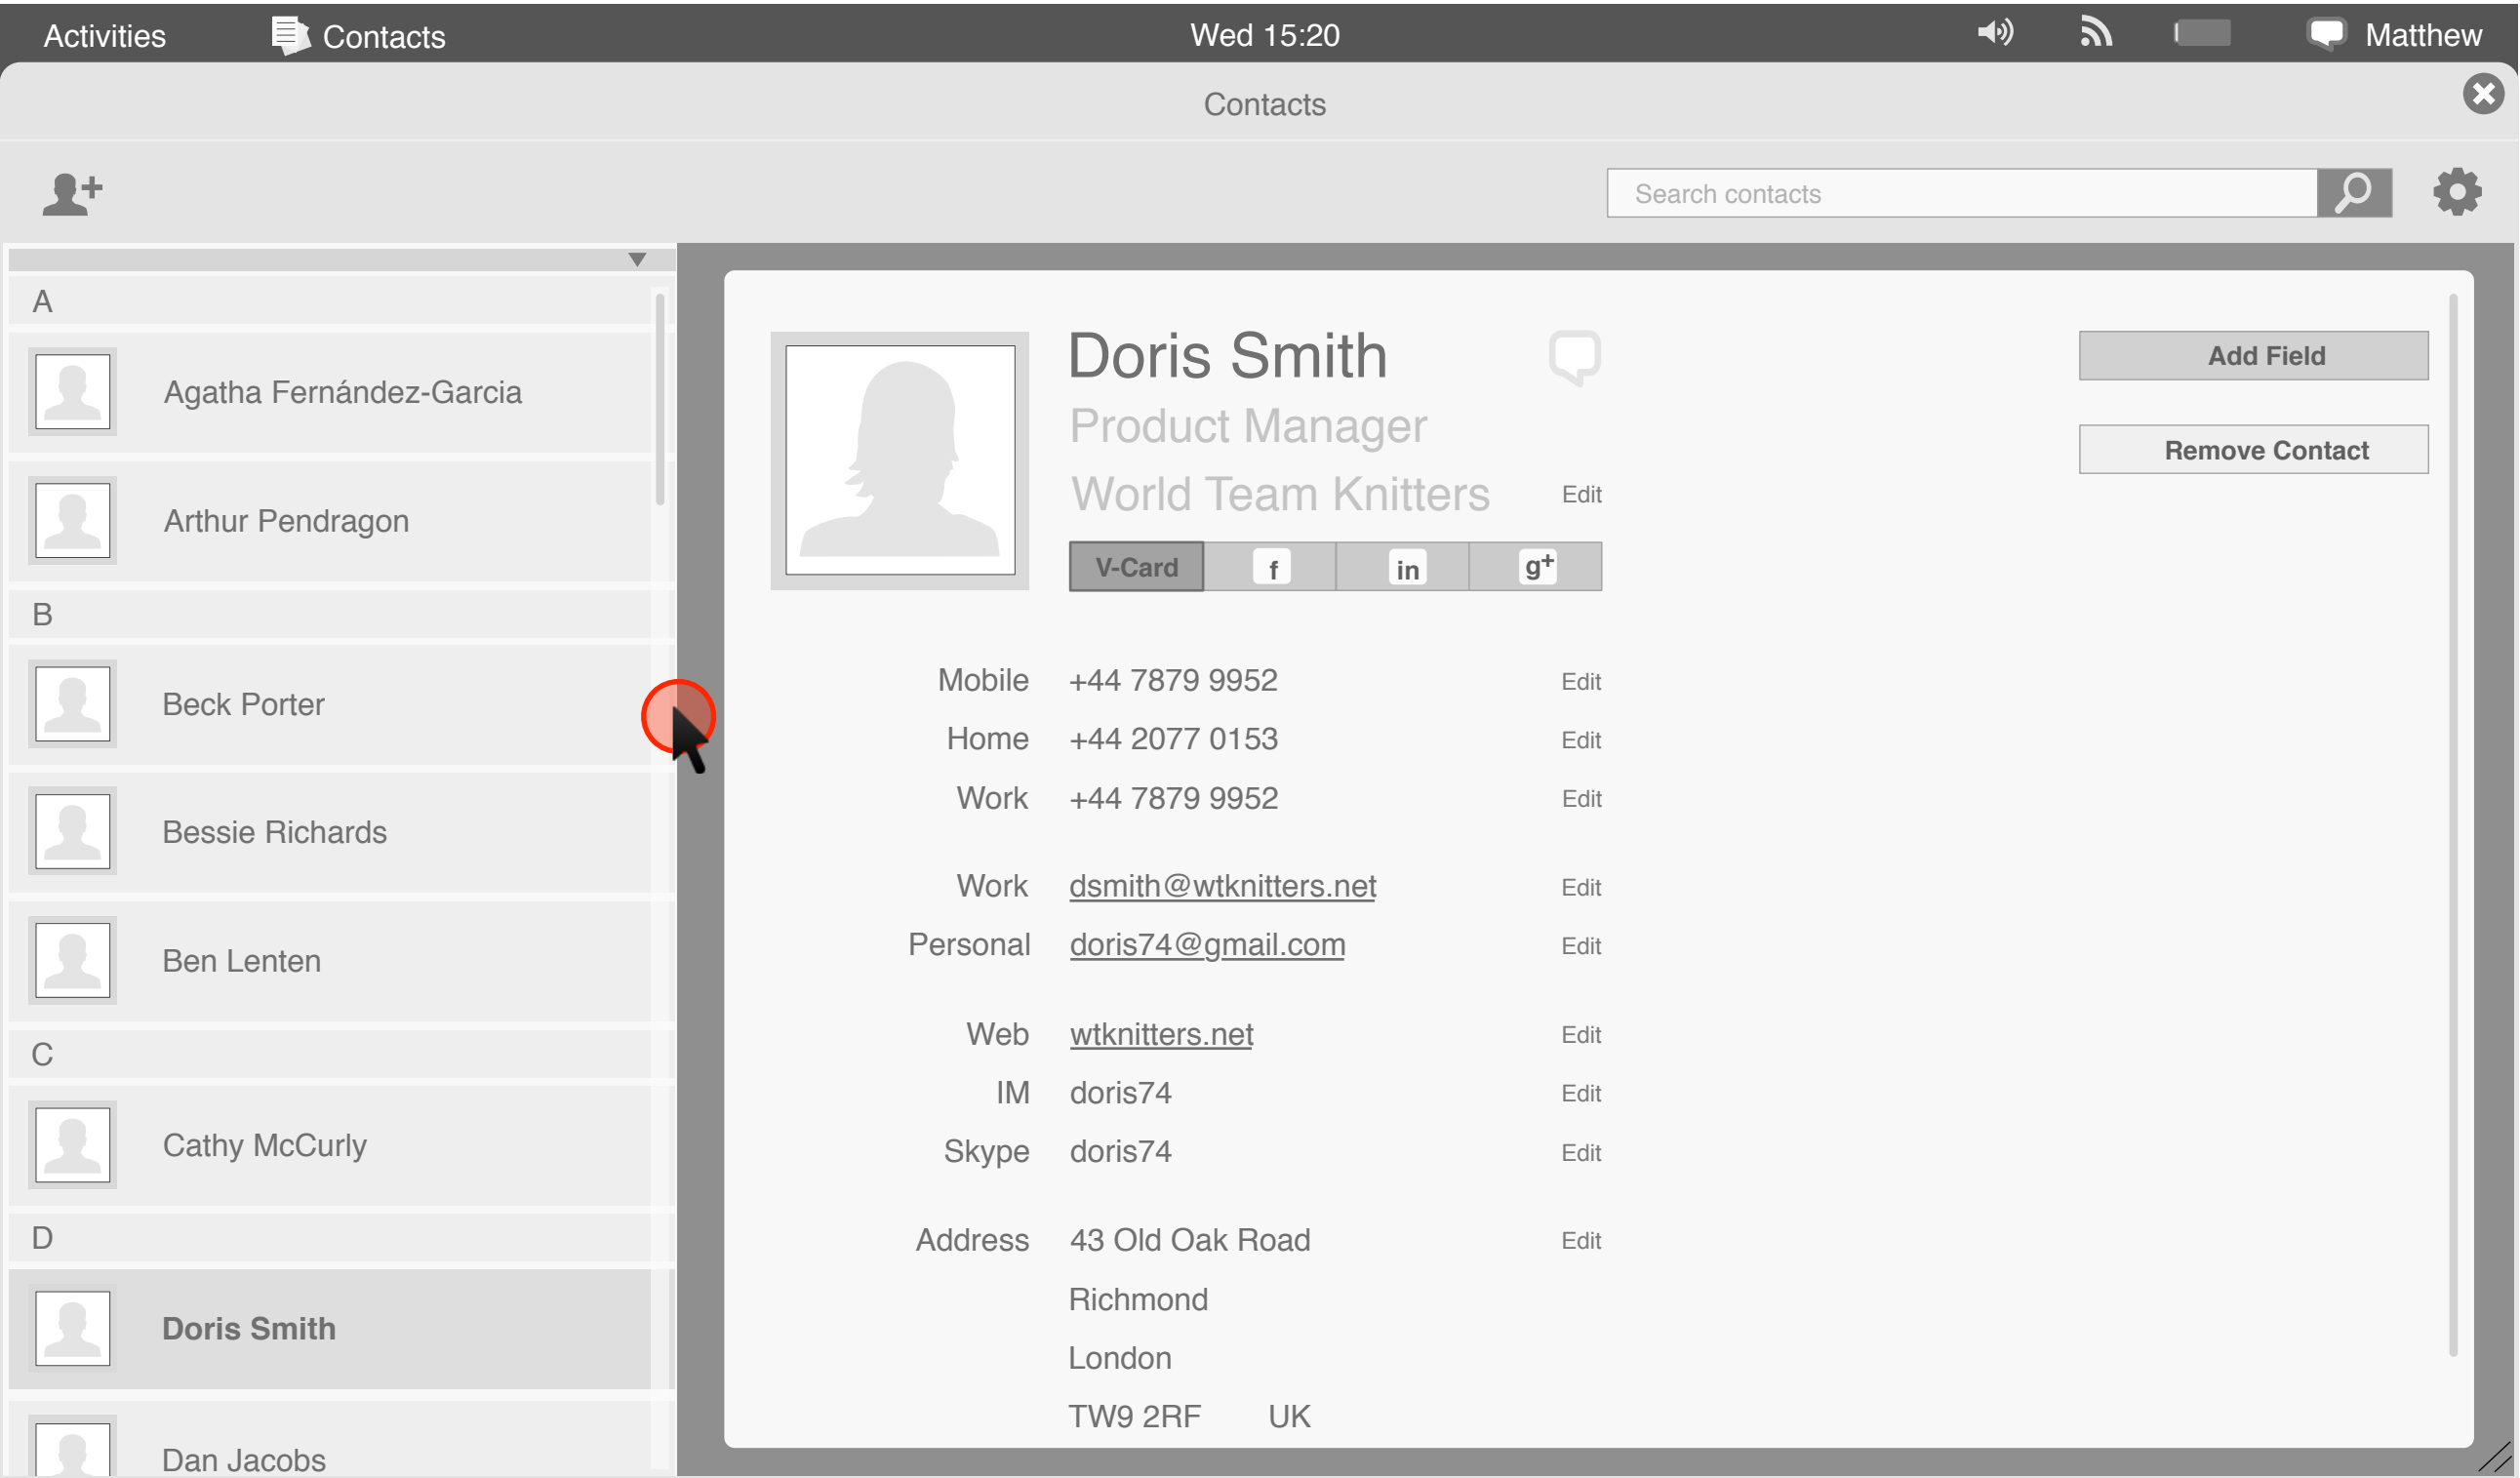 Activities Contacts Wed 15:20 Matthew
Contacts
Search contacts
A
Agatha Fernández-Garcia
Arthur Pendragon
B
Beck Porter
Bessie Richards
Ben Lenten
C
Cathy McCurly
D
Doris Smith
Dan Jacobs
Doris Smith
Product Manager
World Team Knitters Edit
V-Card f in g+
Add Field
Remove Contact
Mobile +44 7879 9952 Edit
Home +44 2077 0153 Edit
Work +44 7879 9952 Edit
Work dsmith@wtknitters.net Edit
Personal doris74@gmail.com Edit
Web wtknitters.net Edit
IM doris74 Edit
Skype doris74 Edit
Address 43 Old Oak Road Edit
Richmond
London
TW9 2RF UK